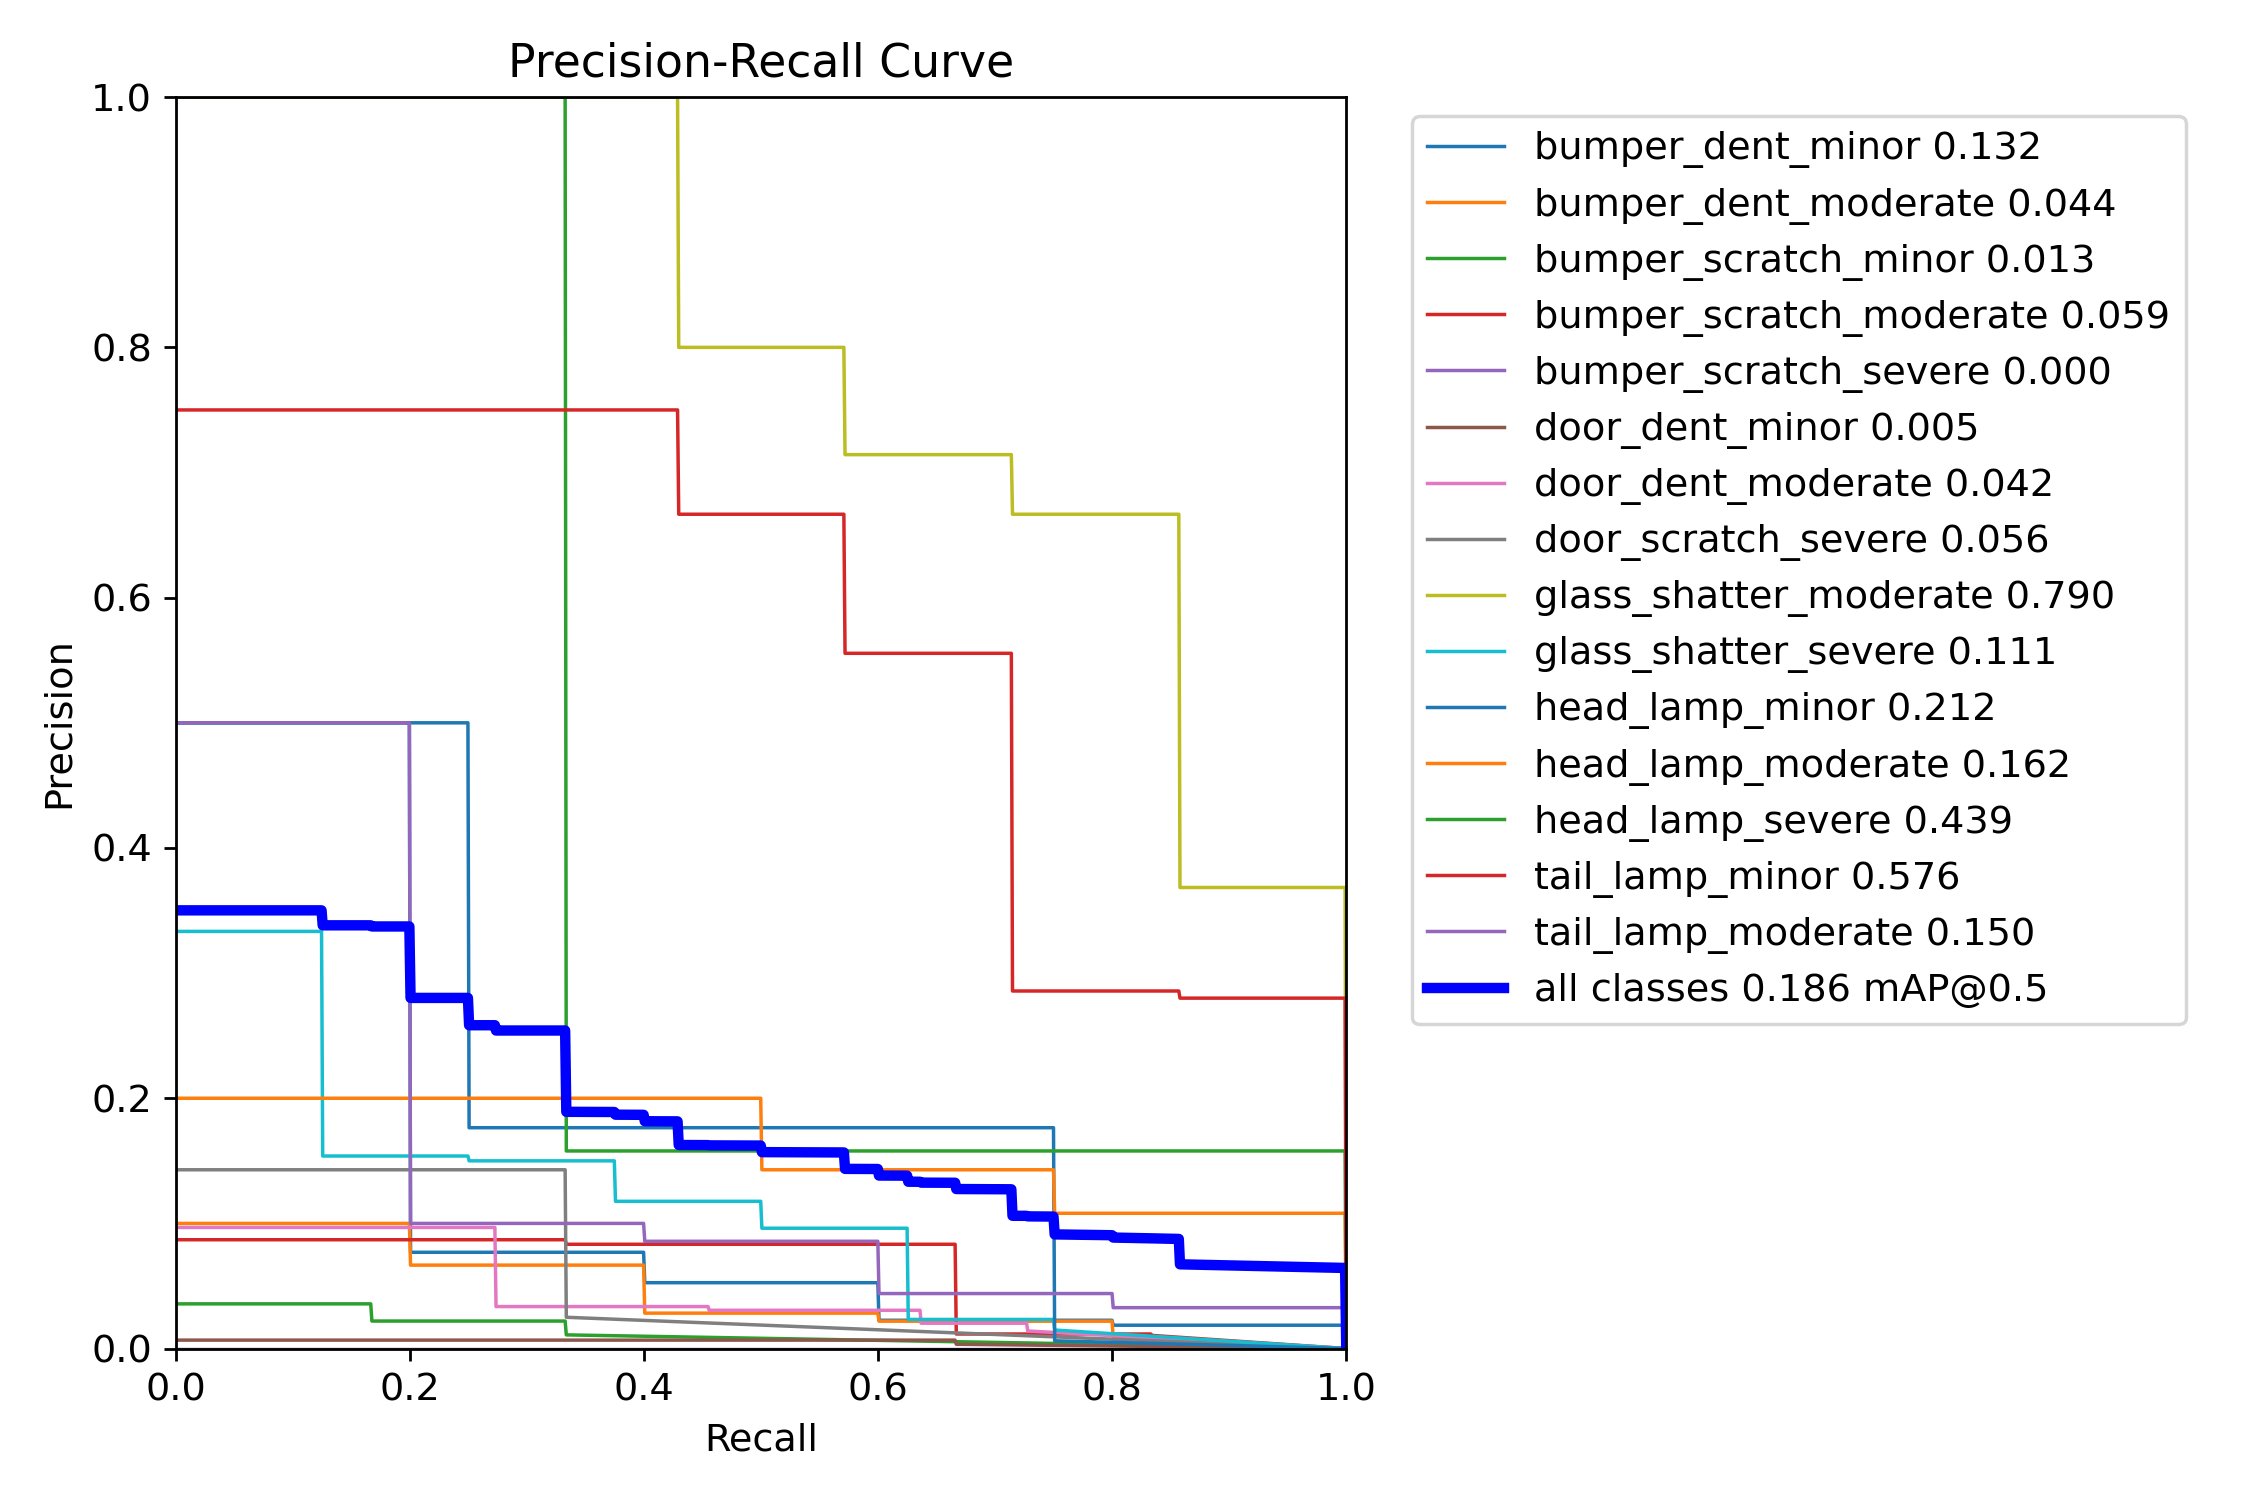 Precision-Recall Curve
1.0
0.8
0.6
0.4
0.2
0.0
Precision
0.0 0.2 0.4 0.6 0.8 1.0
Recall
bumper_dent_minor 0.132
bumper_dent_moderate 0.044
bumper_scratch_minor 0.013
bumper_scratch_moderate 0.059
bumper_scratch_severe 0.000
door_dent_minor 0.005
door_dent_moderate 0.042
door_scratch_severe 0.056
glass_shatter_moderate 0.790
glass_shatter_severe 0.111
head_lamp_minor 0.212
head_lamp_moderate 0.162
head_lamp_severe 0.439
tail_lamp_minor 0.576
tail_lamp_moderate 0.150
all classes 0.186 mAP@0.5